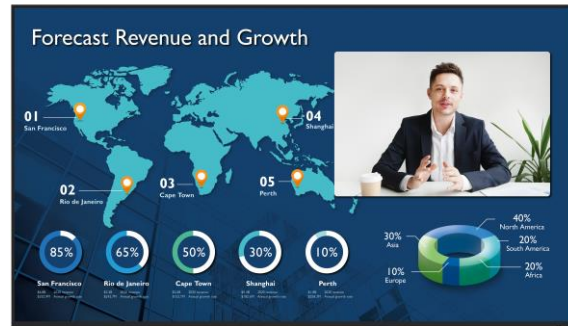 Forecast Revenue and Growth
01
San Francisco
02
Rio de Janeiro
03
Cape Town
04
Shanghai
05
Perth
85%
65%
50%
30%
10%
San Francisco
Rio de Janeiro
Cape Town
Shanghai
Perth
40%
North America
30%
Asia
20%
South America
10%
Europe
20%
Africa